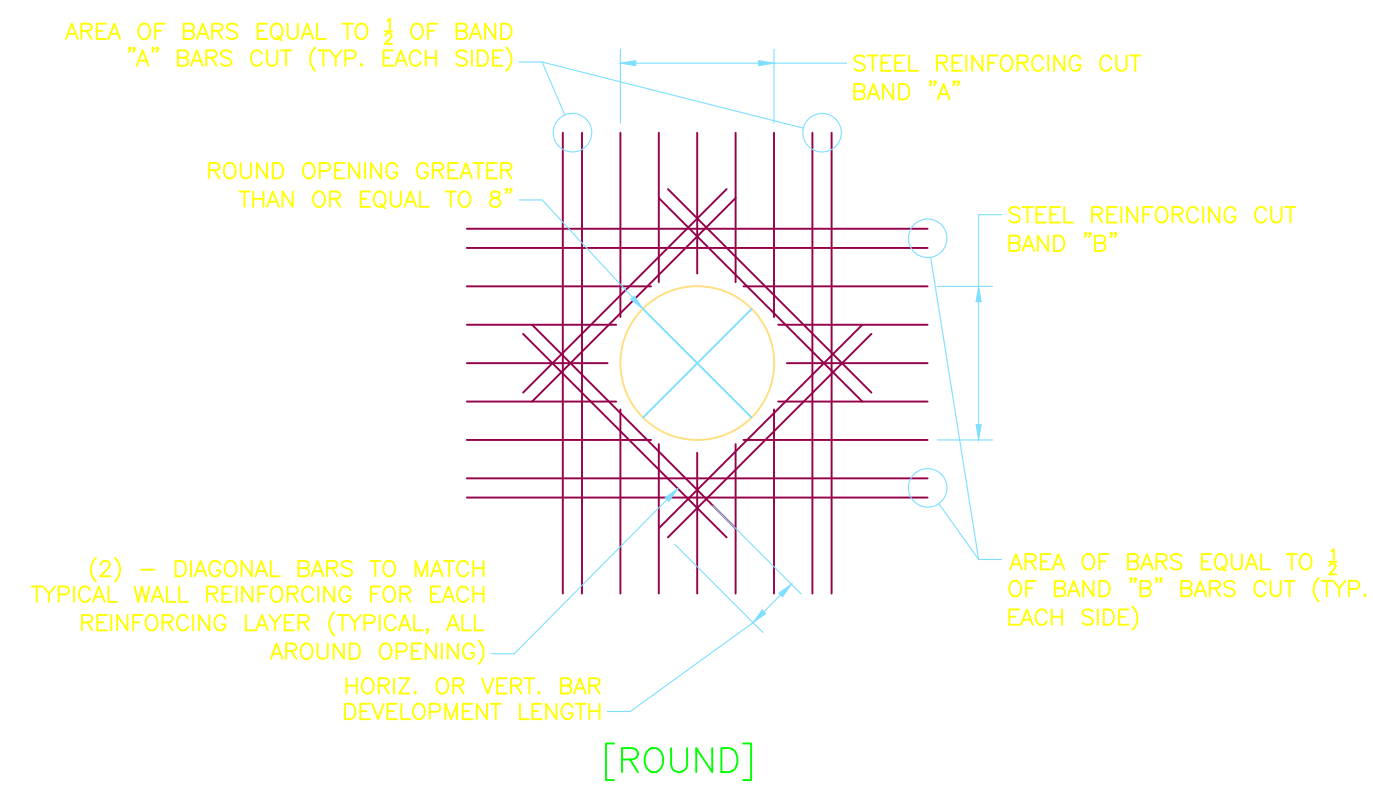 AREA OF BARS EQUAL TO ½ OF BAND
"A" BARS CUT (TYP. EACH SIDE)
STEEL REINFORCING CUT
BAND "A"
ROUND OPENING GREATER
THAN OR EQUAL TO 8"
STEEL REINFORCING CUT
BAND "B"
(2) – DIAGONAL BARS TO MATCH
TYPICAL WALL REINFORCING FOR EACH
REINFORCING LAYER (TYPICAL, ALL
AROUND OPENING)
AREA OF BARS EQUAL TO ½
OF BAND "B" BARS CUT (TYP.
EACH SIDE)
HORIZ. OR VERT. BAR
DEVELOPMENT LENGTH
[ROUND]